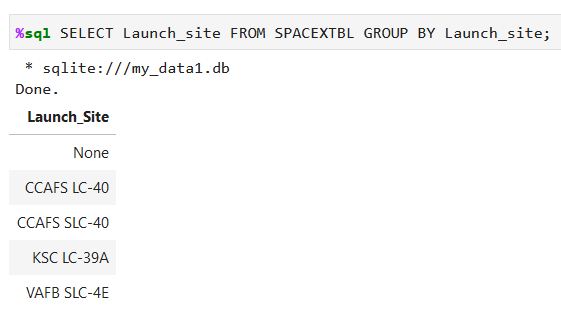 %sql SELECT Launch_site FROM SPACEXTBL GROUP BY Launch_site;
* sqlite:///my_data1.db
Done.
Launch_Site
None
CCAFS LC-40
CCAFS SLC-40
KSC LC-39A
VAFB SLC-4E